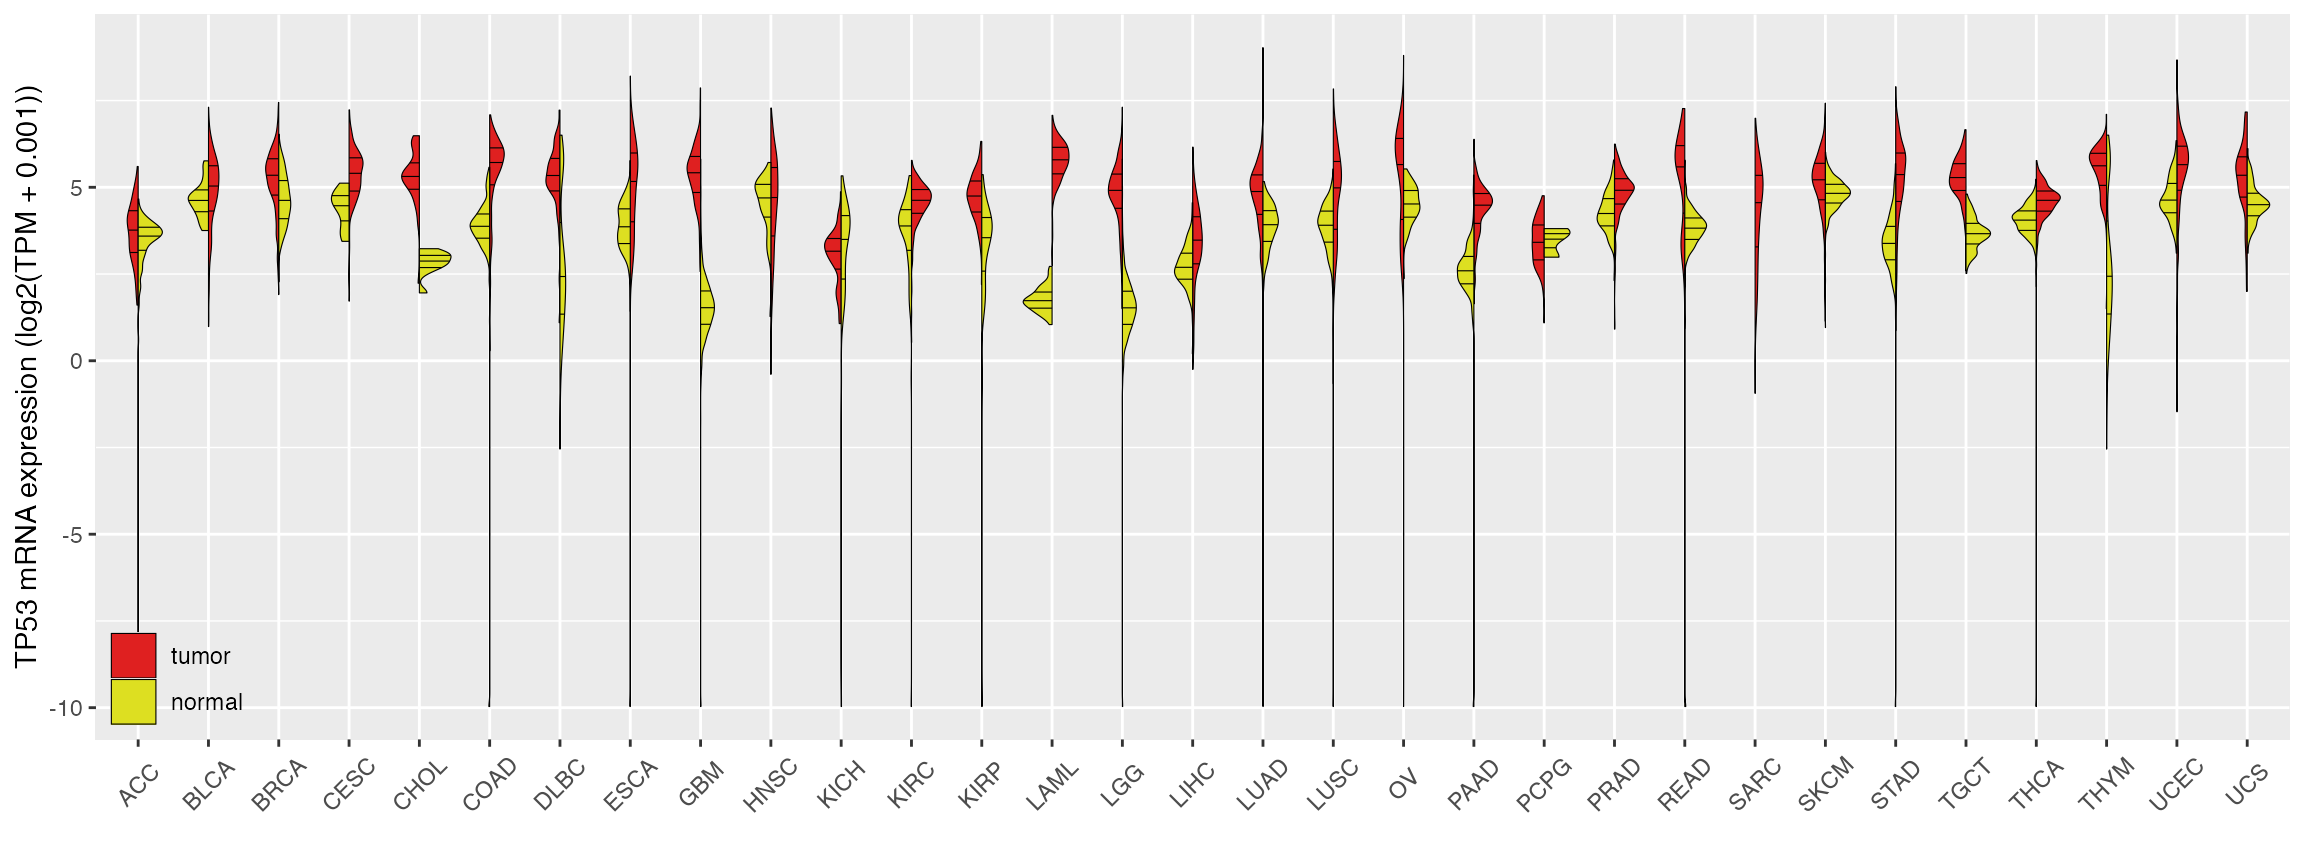 TP53 mRNA expression (log2(TPM + 0.001))
5
0
-5
-10
tumor
normal
ACC BLCA BRCA CESC CHOL COAD DLBC ESCA GBM HNSC KICH KIRC KIRP LAML LGG LIHC LUAD LUSC OV PAAD PCPG PRAD READ SARC SKCM STAD TGCT THCA THYM UCEC UCS